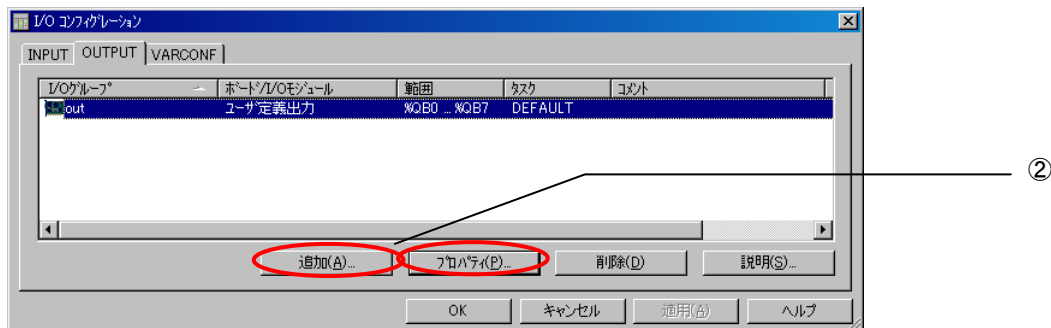 I/O コンフィグレーション
INPUT OUTPUT VARCONF
I/Oグループ ボード/I/Oモジュール 範囲 タスク コメント
out ユーザ定義出力 %QB0 ... %QB7 DEFAULT
②
追加(A)... プロパティ(P)... 削除(D) 説明(S)...
OK キャンセル 適用(A) ヘルプ